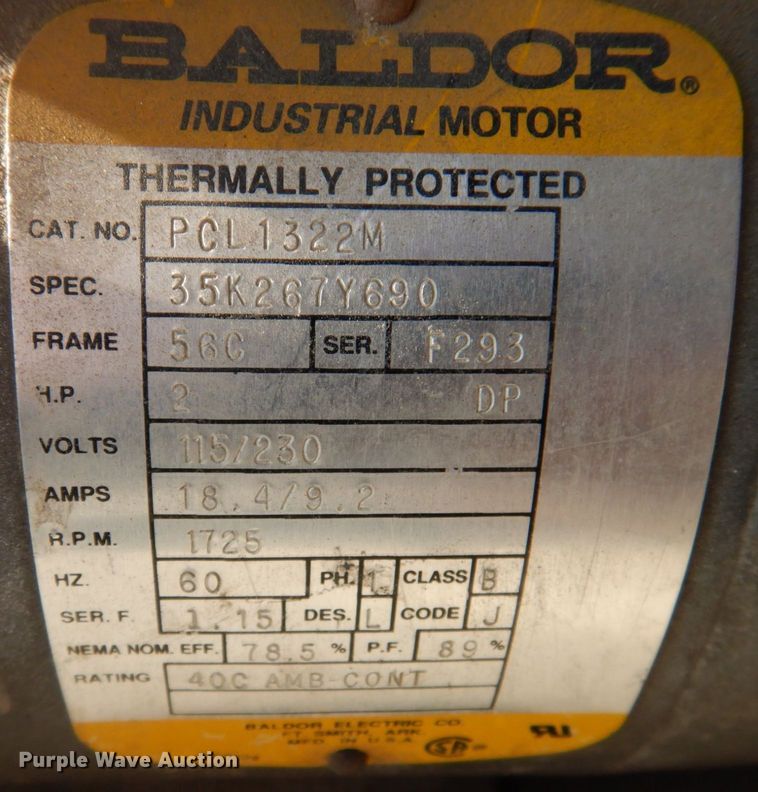 BALDOR®
INDUSTRIAL MOTOR
THERMALLY PROTECTED
CAT. NO. PCL1322M
SPEC. 35K267Y690
FRAME 56C SER. F293
H.P. 2 DP
VOLTS 115/230
AMPS 18.4/9.2
R.P.M. 1725
HZ. 60 PH. 1 CLASS B
SER. F. 1.15 DES. L CODE J
NEMA NOM. EFF. 78.5 % P.F. 89 %
RATING 40C AMB-CONT
BALDOR ELECTRIC CO.
FT. SMITH, ARK.
MFD IN U.S.A.
Purple Wave Auction